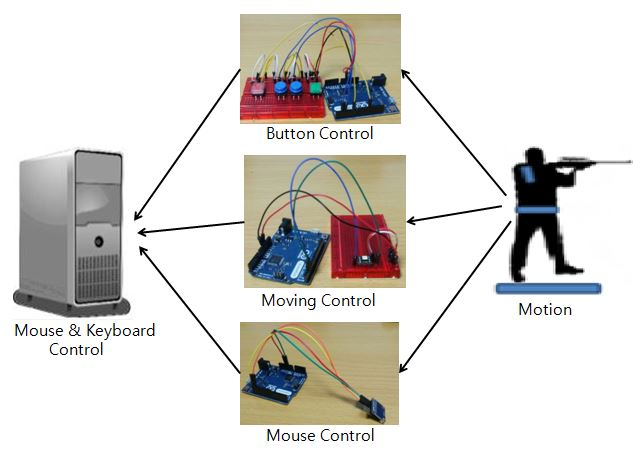 Button Control
Moving Control
Mouse & Keyboard
Control
Motion
Mouse Control